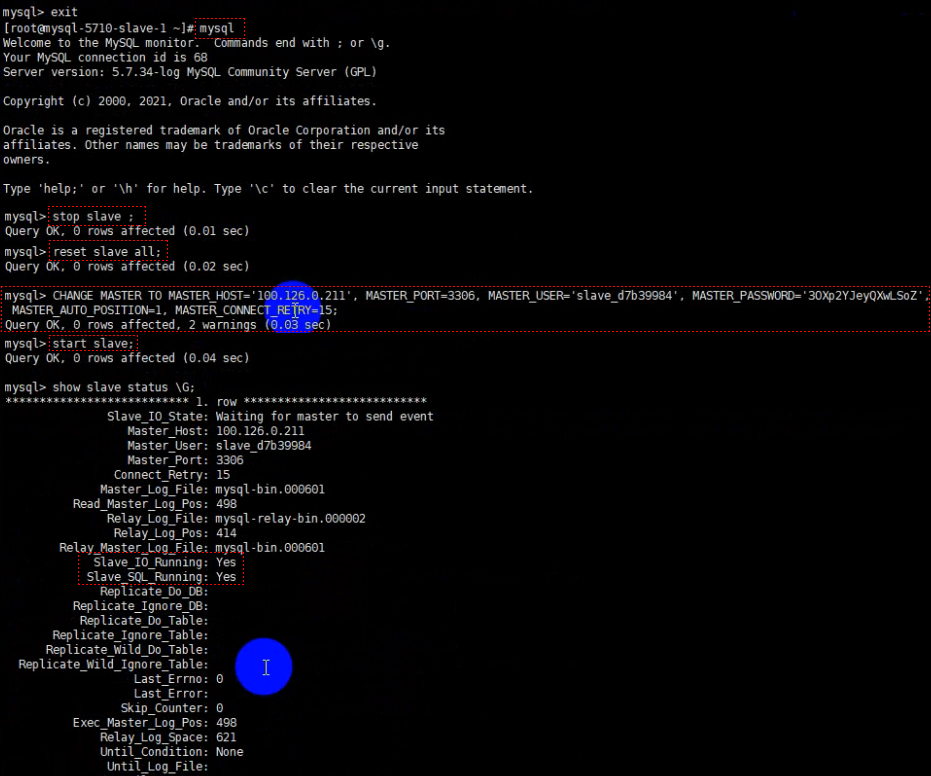 mysql> exit
[root@mysql-5710-slave-1 ~]# mysql
Welcome to the MySQL monitor.  Commands end with ; or \g.
Your MySQL connection id is 68
Server version: 5.7.34-log MySQL Community Server (GPL)
Copyright (c) 2000, 2021, Oracle and/or its affiliates.
Oracle is a registered trademark of Oracle Corporation and/or its
affiliates. Other names may be trademarks of their respective
owners.
Type 'help;' or '\h' for help. Type '\c' to clear the current input statement.
mysql> stop slave ;
Query OK, 0 rows affected (0.01 sec)
mysql> reset slave all;
Query OK, 0 rows affected (0.02 sec)
mysql> CHANGE MASTER TO MASTER_HOST='100.126.0.211', MASTER_PORT=3306, MASTER_USER='slave_d7b39984', MASTER_PASSWORD='3OXp2YJeyQXwLSoZ',
MASTER_AUTO_POSITION=1, MASTER_CONNECT_RETRY=15;
Query OK, 0 rows affected, 2 warnings (0.03 sec)
mysql> start slave;
Query OK, 0 rows affected (0.04 sec)
mysql> show slave status \G;
*************************** 1. row ***************************
Slave_IO_State: Waiting for master to send event
Master_Host: 100.126.0.211
Master_User: slave_d7b39984
Master_Port: 3306
Connect_Retry: 15
Master_Log_File: mysql-bin.000601
Read_Master_Log_Pos: 498
Relay_Log_File: mysql-relay-bin.000002
Relay_Log_Pos: 414
Relay_Master_Log_File: mysql-bin.000601
Slave_IO_Running: Yes
Slave_SQL_Running: Yes
Replicate_Do_DB:
Replicate_Ignore_DB:
Replicate_Do_Table:
Replicate_Ignore_Table:
Replicate_Wild_Do_Table:
Replicate_Wild_Ignore_Table:
Last_Errno: 0
Last_Error:
Skip_Counter: 0
Exec_Master_Log_Pos: 498
Relay_Log_Space: 621
Until_Condition: None
Until_Log_File: